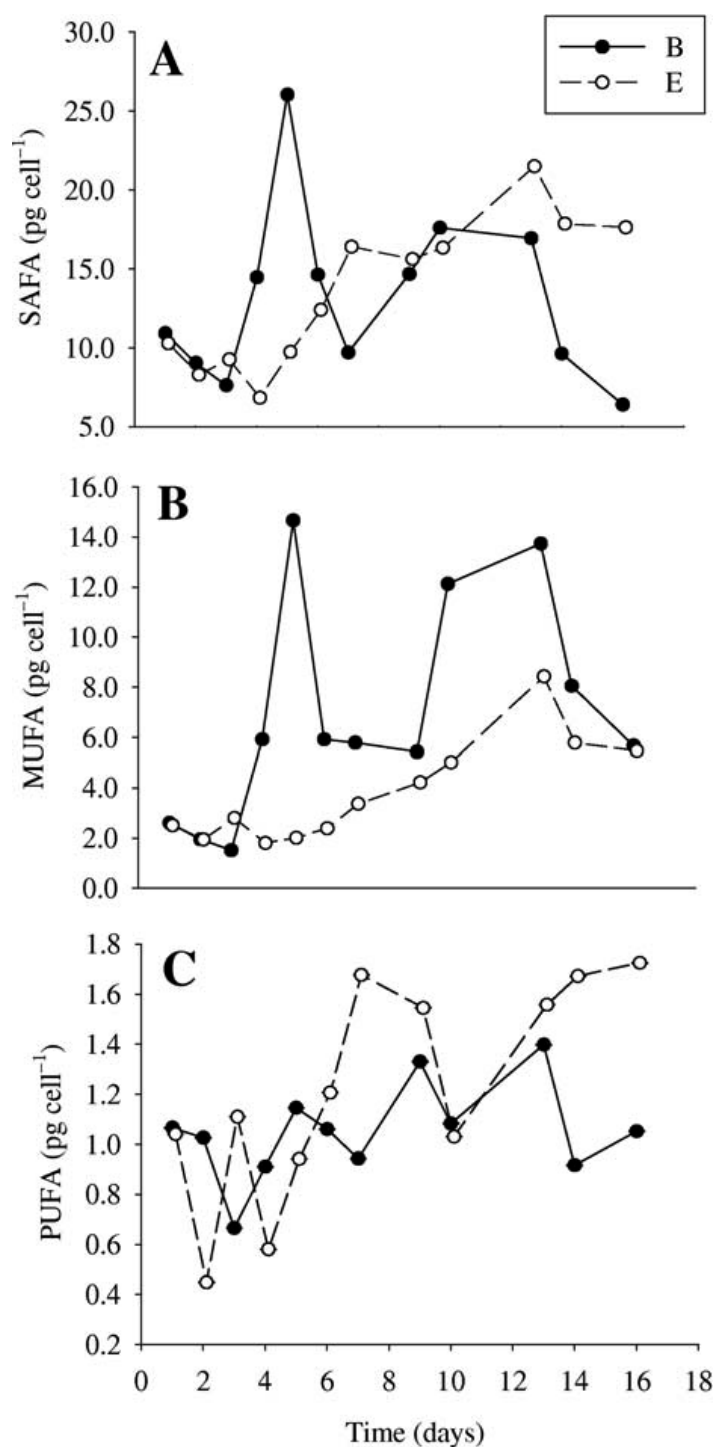 A
B
E
30.0
25.0
20.0
15.0
10.0
5.0
SAFA (pg cell⁻¹)
B
16.0
14.0
12.0
10.0
8.0
6.0
4.0
2.0
0.0
MUFA (pg cell⁻¹)
C
1.8
1.6
1.4
1.2
1.0
0.8
0.6
0.4
0.2
PUFA (pg cell⁻¹)
0 2 4 6 8 10 12 14 16 18
Time (days)